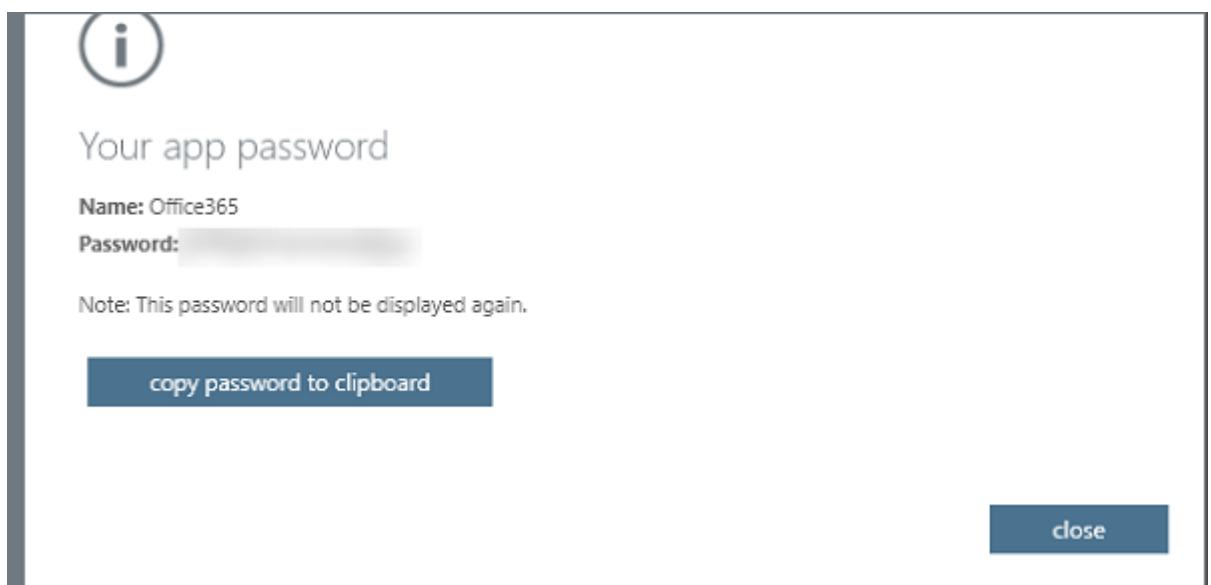 Your app password
Name: Office365
Password:
Note: This password will not be displayed again.
copy password to clipboard
close